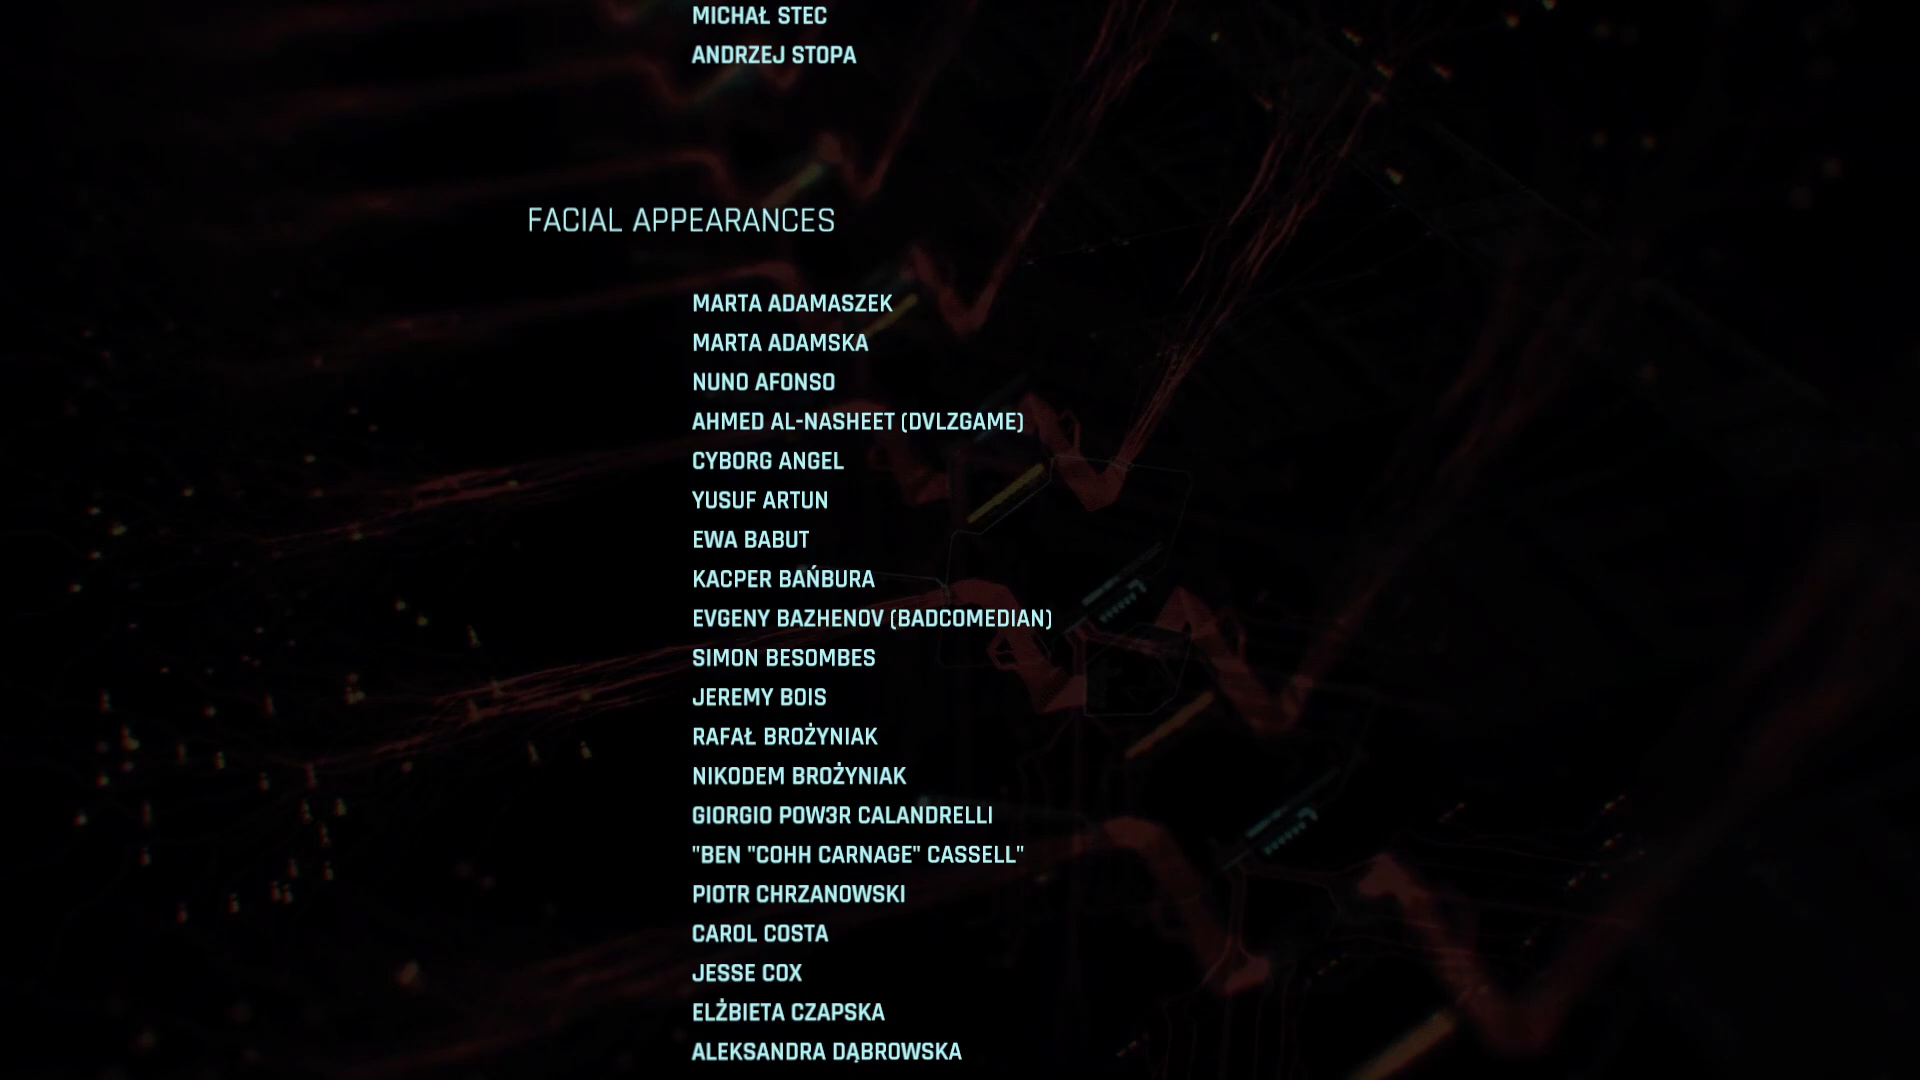 MICHAŁ STEC
ANDRZEJ STOPA
FACIAL APPEARANCES
MARTA ADAMASZEK
MARTA ADAMSKA
NUNO AFONSO
AHMED AL-NASHEET (DVLZGAME)
CYBORG ANGEL
YUSUF ARTUN
EWA BABUT
KACPER BAŃBURA
EVGENY BAZHENOV (BADCOMEDIAN)
SIMON BESOMBES
JEREMY BOIS
RAFAŁ BROŻYNIAK
NIKODEM BROŻYNIAK
GIORGIO POW3R CALANDRELLI
"BEN "COHH CARNAGE" CASSELL"
PIOTR CHRZANOWSKI
CAROL COSTA
JESSE COX
ELŻBIETA CZAPSKA
ALEKSANDRA DĄBROWSKA